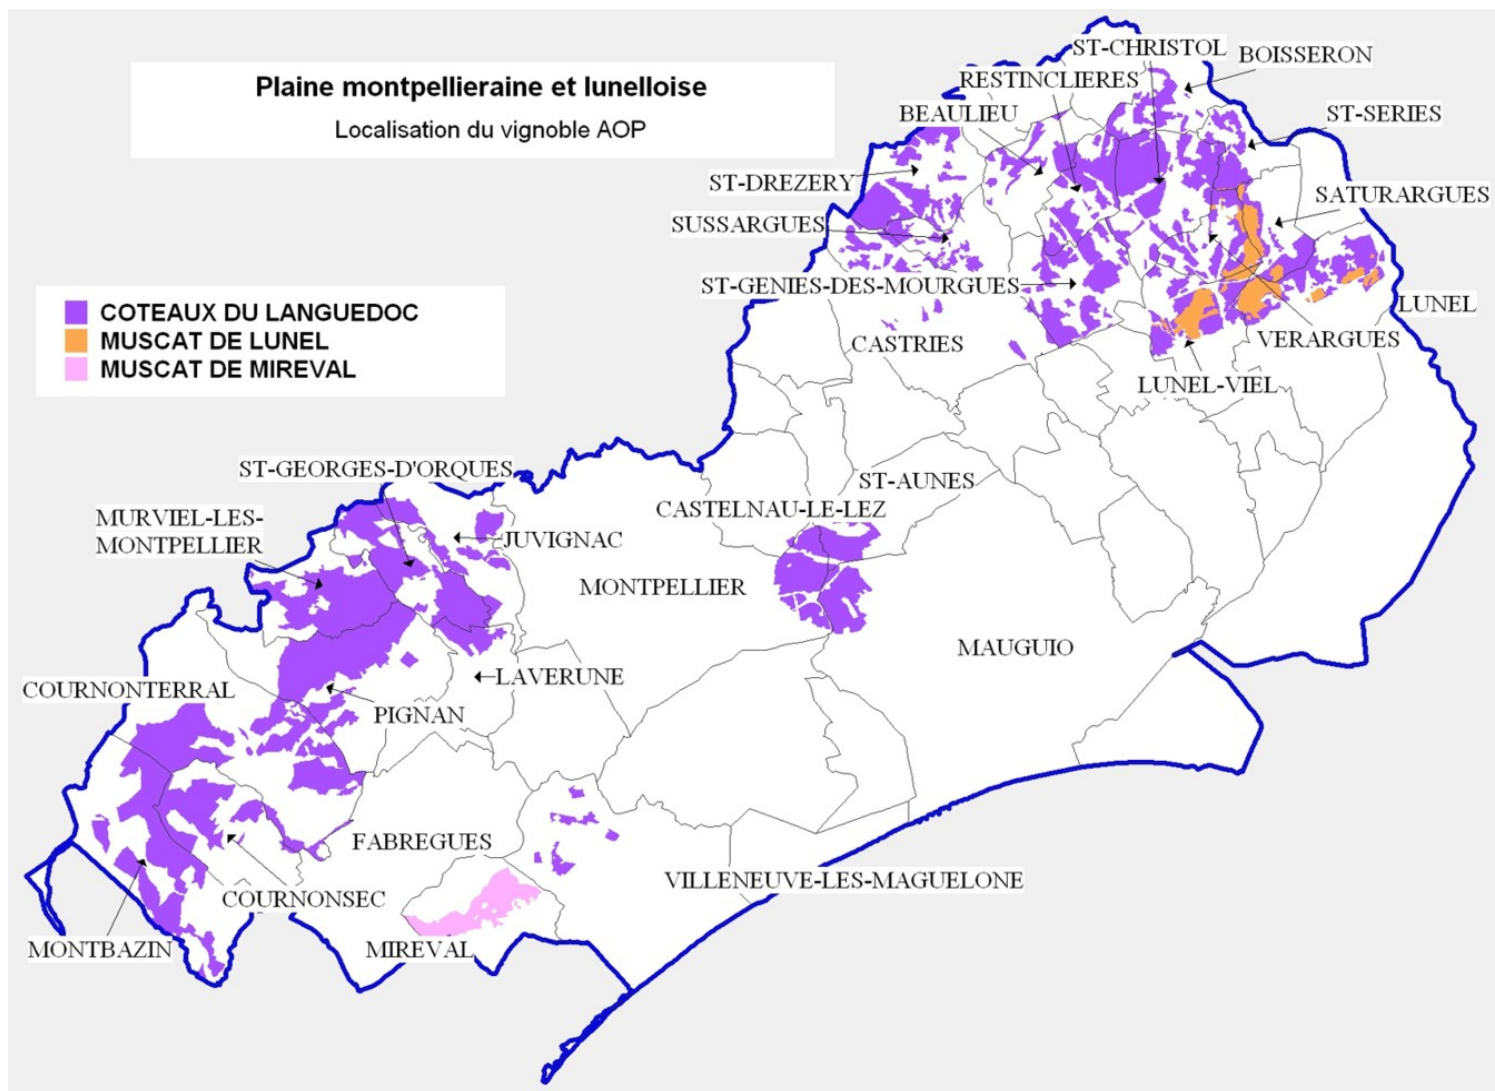 Plaine montpellieraine et lunelloise
Localisation du vignoble AOP
ST-CHRISTOL
BOISSERON
RESTINCLIERES
BEAULIEU
ST-SERIES
ST-DREZERY
SATURARGUES
SUSSARGUES
ST-GENIES-DES-MOURGUES
LUNEL
COTEAUX DU LANGUEDOC
MUSCAT DE LUNEL
MUSCAT DE MIREVAL
CASTRIES
VERARGUES
LUNEL-VIEL
ST-GEORGES-D'ORQUES
ST-AUNES
CASTELNAU-LE-LEZ
MURVIEL-LES-
MONTPELLIER
JUVIGNAC
MONTPELLIER
MAUGUIO
LAVERUNE
COURNONTERRAL
PIGNAN
FABREGUES
VILLENEUVE-LES-MAGUELONE
COURNONSEC
MONTBAZIN
MIREVAL